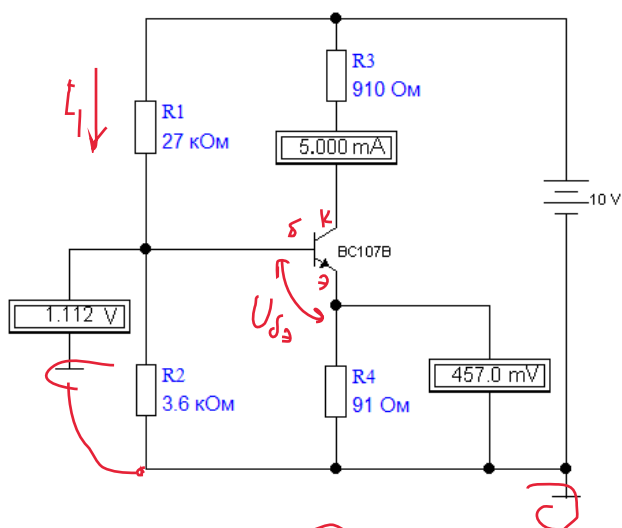 R3
910 Ом
I1
R1
27 кОм
5.000 mA
10 V
б
к
BC107B
э
Uбэ
1.112 V
R2
3.6 кОм
R4
91 Ом
457.0 mV